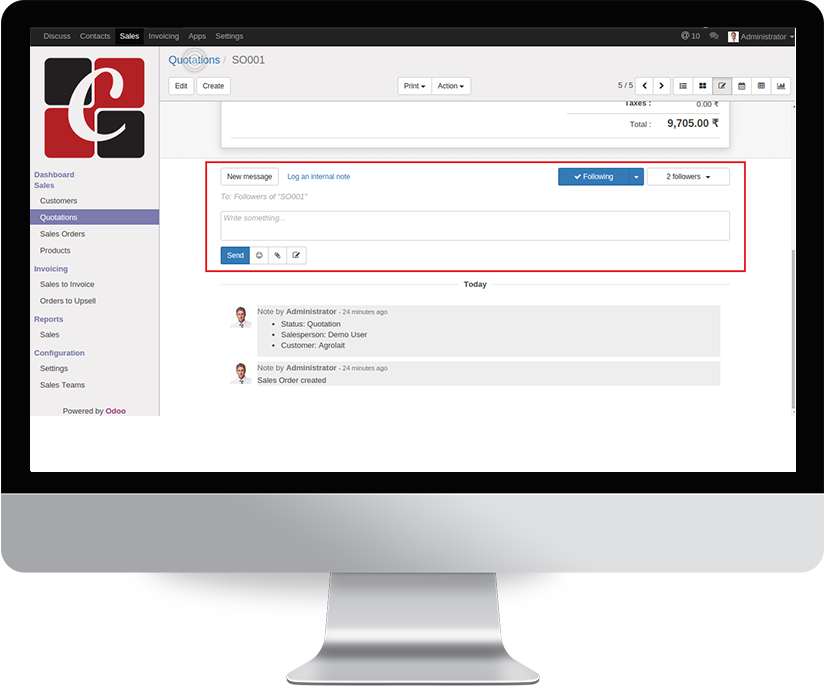 Discuss Contacts Sales Invoicing Apps Settings @ 10 Administrator
Quotations / SO001
Edit Create Print Action 5 / 5
C
Dashboard
Sales
Customers
Quotations
Sales Orders
Products
Invoicing
Sales to Invoice
Orders to Upsell
Reports
Sales
Configuration
Settings
Sales Teams
Powered by Odoo
Taxes : 0.00 ₹
Total : 9,705.00 ₹
New message Log an internal note Following 2 followers
To: Followers of "SO001"
Write something...
Send
Today
Note by Administrator - 24 minutes ago
• Status: Quotation
• Salesperson: Demo User
• Customer: Agrolait
Note by Administrator - 24 minutes ago
Sales Order created